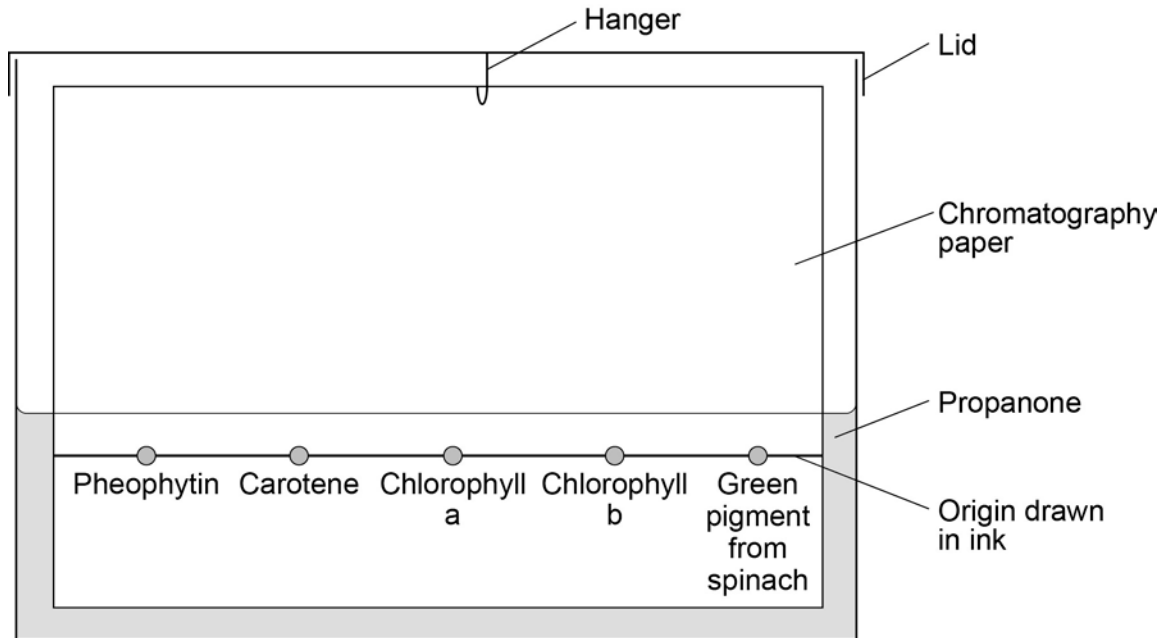 Hanger
Lid
Chromatography
paper
Propanone
Pheophytin
Carotene
Chlorophyll
a
Chlorophyll
b
Green
pigment
from
spinach
Origin drawn
in ink